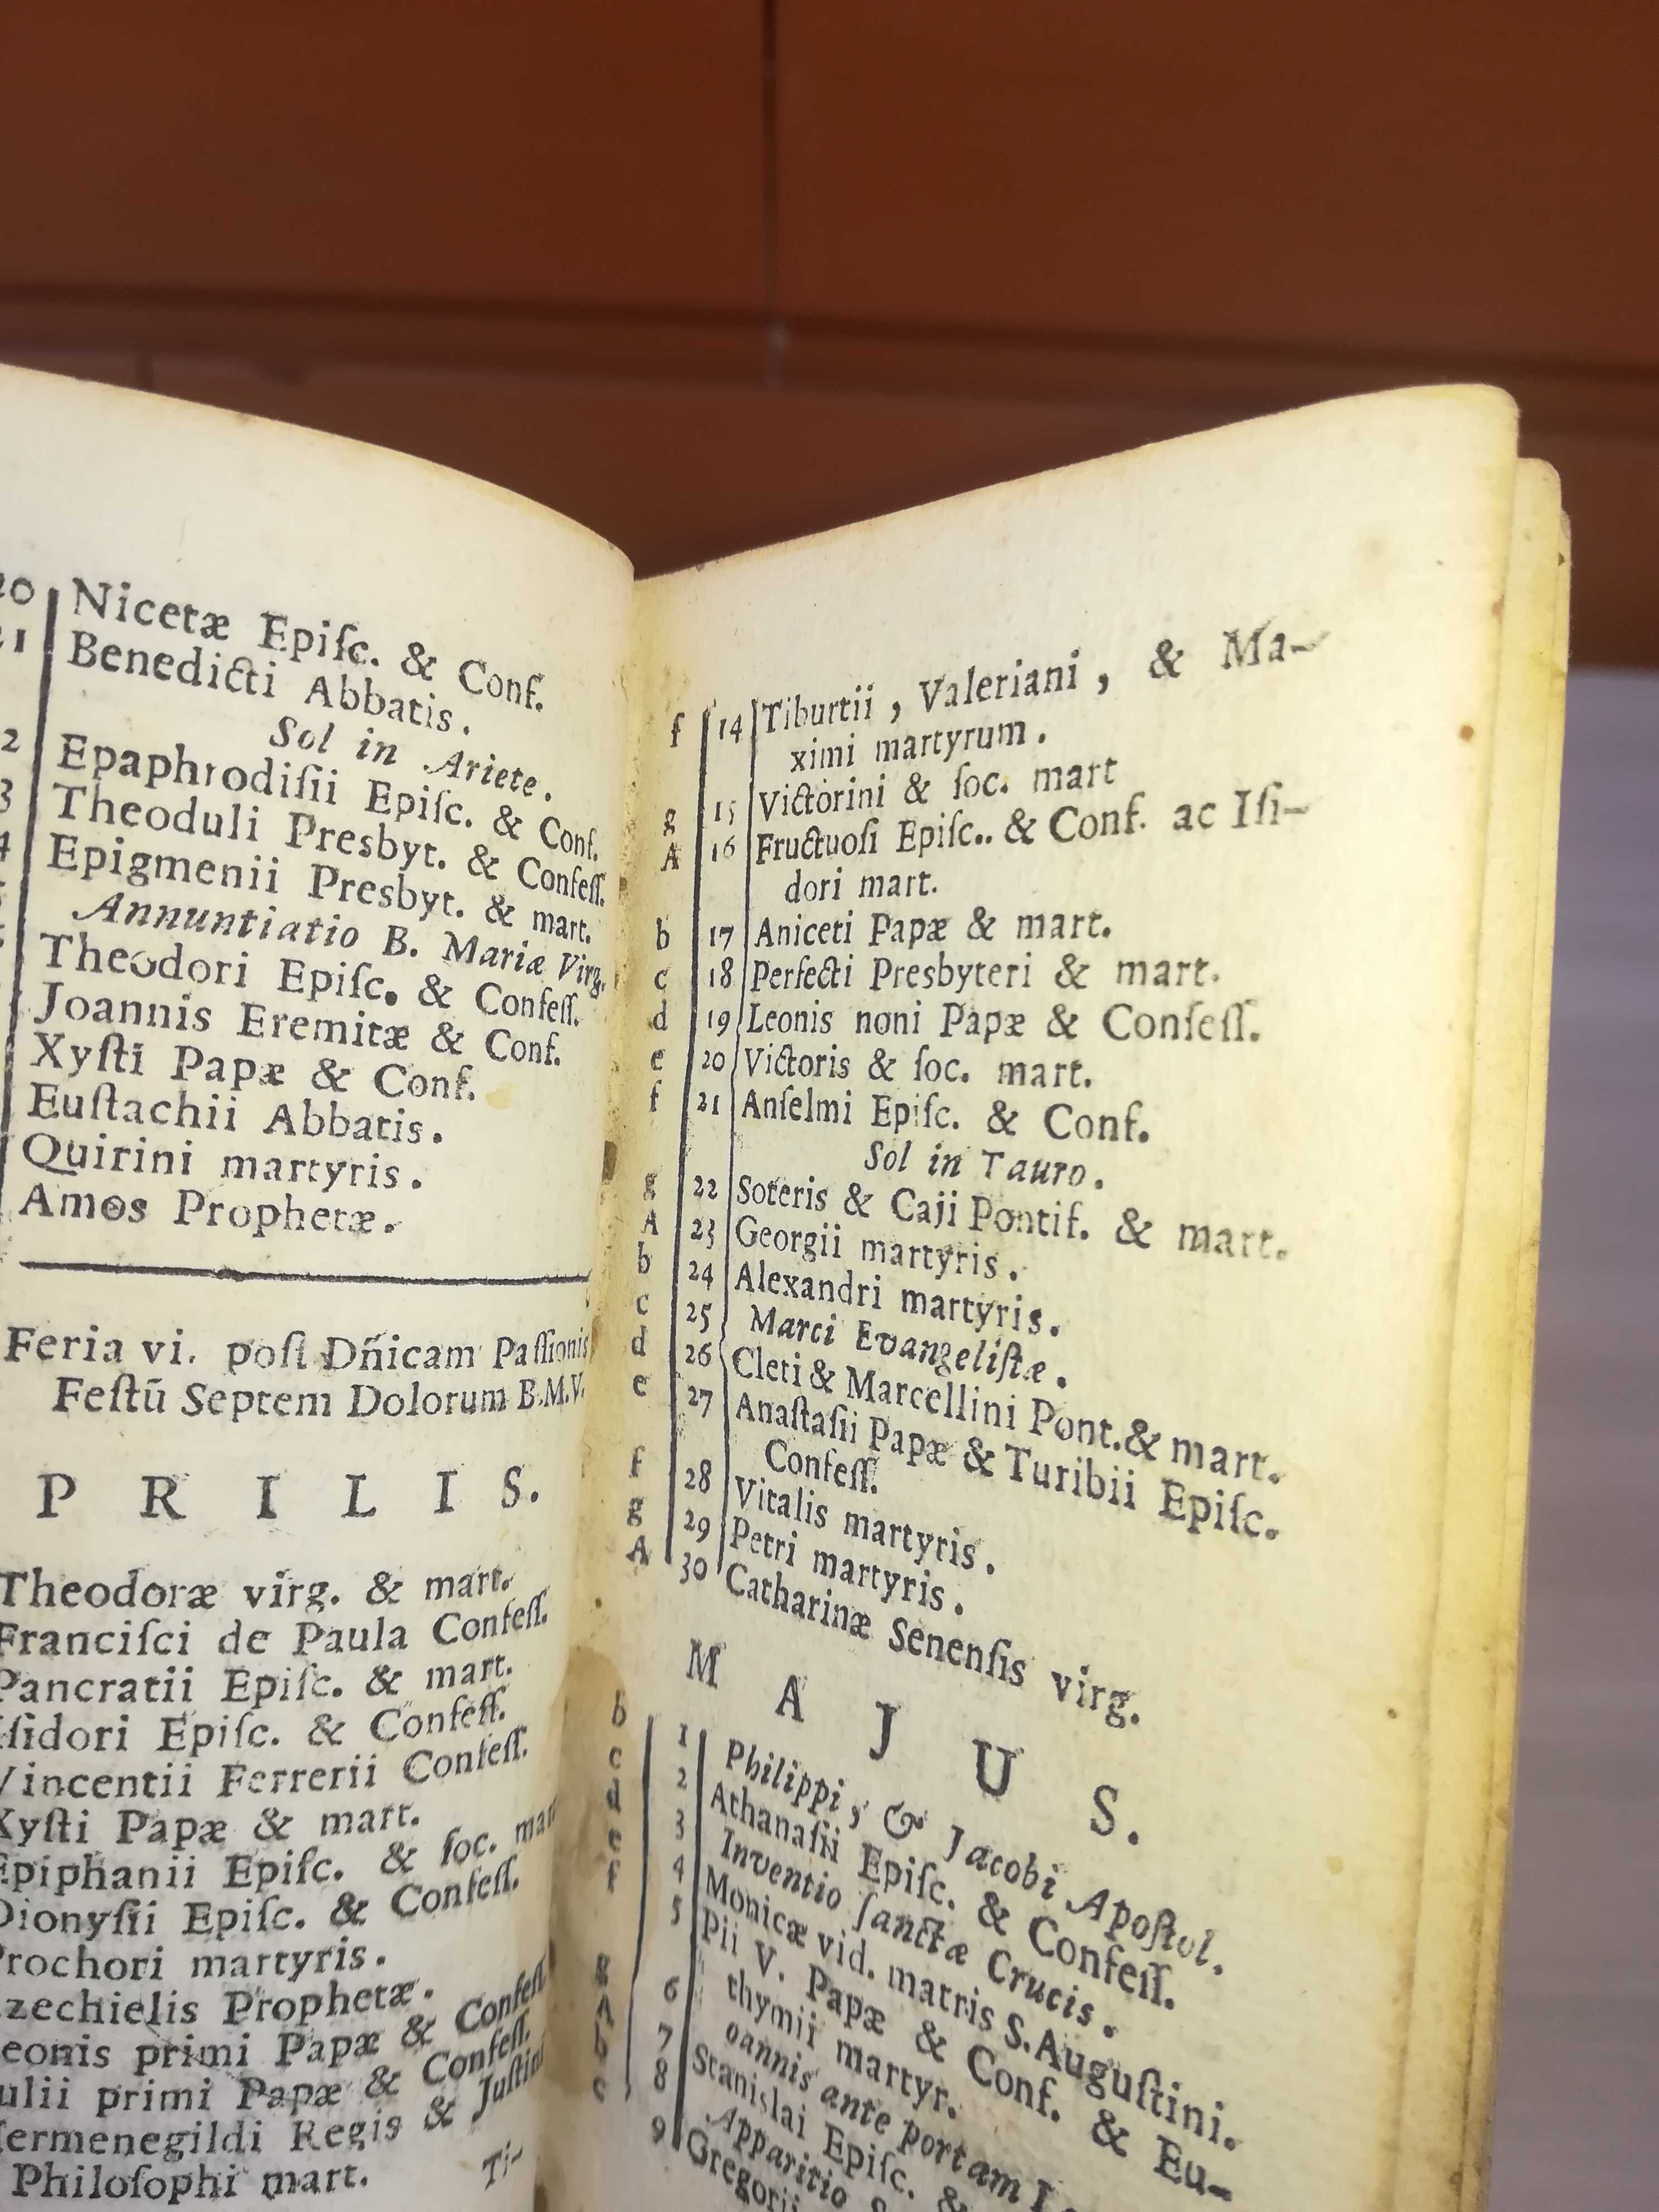 20 Nicetæ Epiſc. & Conf.
21 Benedicti Abbatis.
Sol in Ariete.
2 Epaphrodiſii Epiſc. & Conf.
3 Theoduli Presbyt. & Confeſſ.
4 Epigmenii Presbyt. & mart.
Annuntiatio B. Mariæ Virg.
Theodori Epiſc. & Confeſſ.
Joannis Eremitæ & Conf.
Xyſti Papæ & Conf.
Euſtachii Abbatis.
Quirini martyris.
Amos Prophetæ.
Feria vi. poſt Dñicam Paſſionis
Feſtū Septem Dolorum B.M.V.
P R I L I S.
Theodoræ virg. & mart.
Franciſci de Paula Confeſſ.
Pancratii Epiſc. & mart.
Iſidori Epiſc. & Confeſſ.
Vincentii Ferrerii Confeſſ.
Xyſti Papæ & mart.
Epiphanii Epiſc. & ſoc. mar
Dionyſii Epiſc. & Confeſſ.
Prochori martyris.
zechielis Prophetæ.
eonis primi Papæ & Confeſſ.
ulii primi Papæ & Confeſſ.
ermenegildi Regis & Juſtini
Philoſophi mart.
Ti-
f 14 Tiburtii, Valeriani, & Ma-
ximi martyrum.
g 15 Victorini & ſoc. mart
A 16 Fructuoſi Epiſc.. & Conf. ac Iſi-
dori mart.
b 17 Aniceti Papæ & mart.
c 18 Perfecti Presbyteri & mart.
d 19 Leonis noni Papæ & Confeſſ.
e 20 Victoris & ſoc. mart.
f 21 Anſelmi Epiſc. & Conf.
Sol in Tauro.
g 22 Soteris & Caji Pontif. & mart.
A 23 Georgii martyris.
b 24 Alexandri martyris.
c 25 Marci Evangeliſtæ.
d 26 Cleti & Marcellini Pont. & mart.
e 27 Anaſtaſii Papæ & Turibii Epiſc.
Confeſſ.
f 28 Vitalis martyris.
g 29 Petri martyris.
A 30 Catharinæ Senenſis virg.
M A J U S.
b 1 Philippi, & Jacobi Apoſtol.
c 2 Athanaſii Epiſc. & Confeſſ.
d 3 Inventio ſanctæ Crucis.
e 4 Monicæ vid. matris S. Auguſtini.
f 5 Pii V. Papæ & Conf. & Eu-
thymii martyr.
g 6 oannis ante portam
A 7 Stanislai Epiſc. &
b 8 Apparitio
c 9 Gregorii